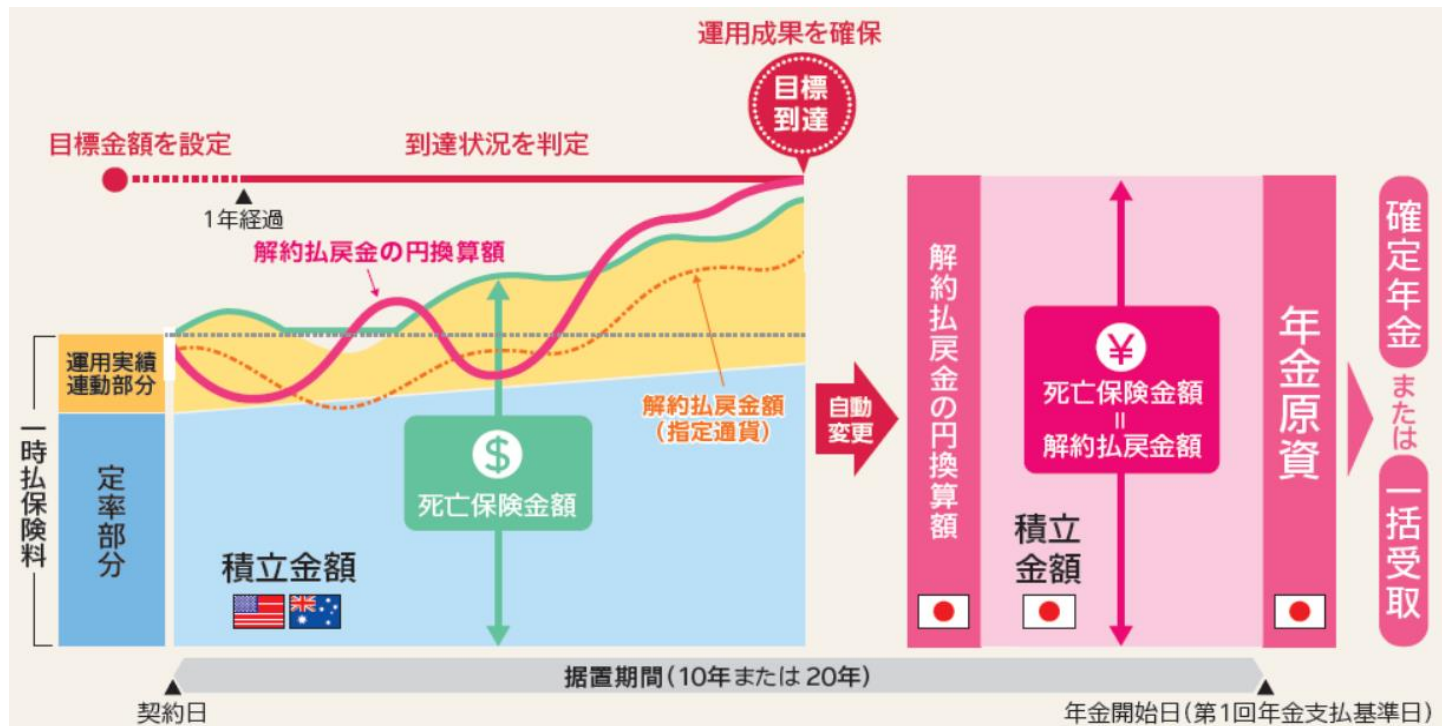 運用成果を確保
目標
到達
目標金額を設定
到達状況を判定
1年経過
解約払戻金の円換算額
運用実績
連動部分
一時払保険料
定率部分
解約払戻金額
(指定通貨)
$
死亡保険金額
積立金額
自動
変更
解約払戻金の円換算額
¥
死亡保険金額
=
解約払戻金額
積立
金額
年金原資
確定年金
または
一括受取
据置期間(10年または20年)
契約日
年金開始日(第1回年金支払基準日)